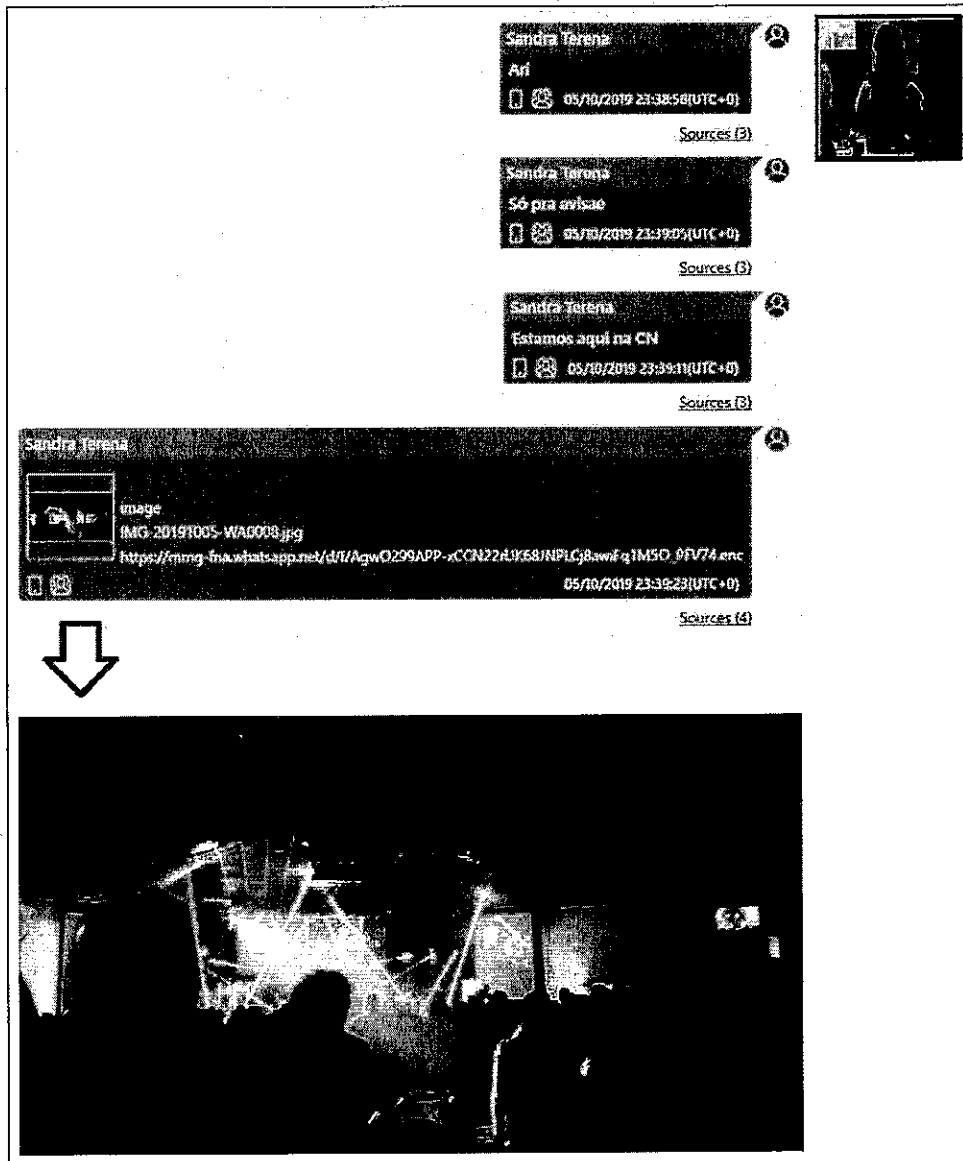 Sandra Terena
Ari
05/10/2019 23:38:58(UTC+0)
Sources (3)
Sandra Terena
Só pra avisae
05/10/2019 23:39:05(UTC+0)
Sources (3)
Sandra Terena
Estamos aqui na CN
05/10/2019 23:39:11(UTC+0)
Sources (3)
Sandra Terena
image
IMG-20191005-WA0008.jpg
05/10/2019 23:39:23(UTC+0)
Sources (4)